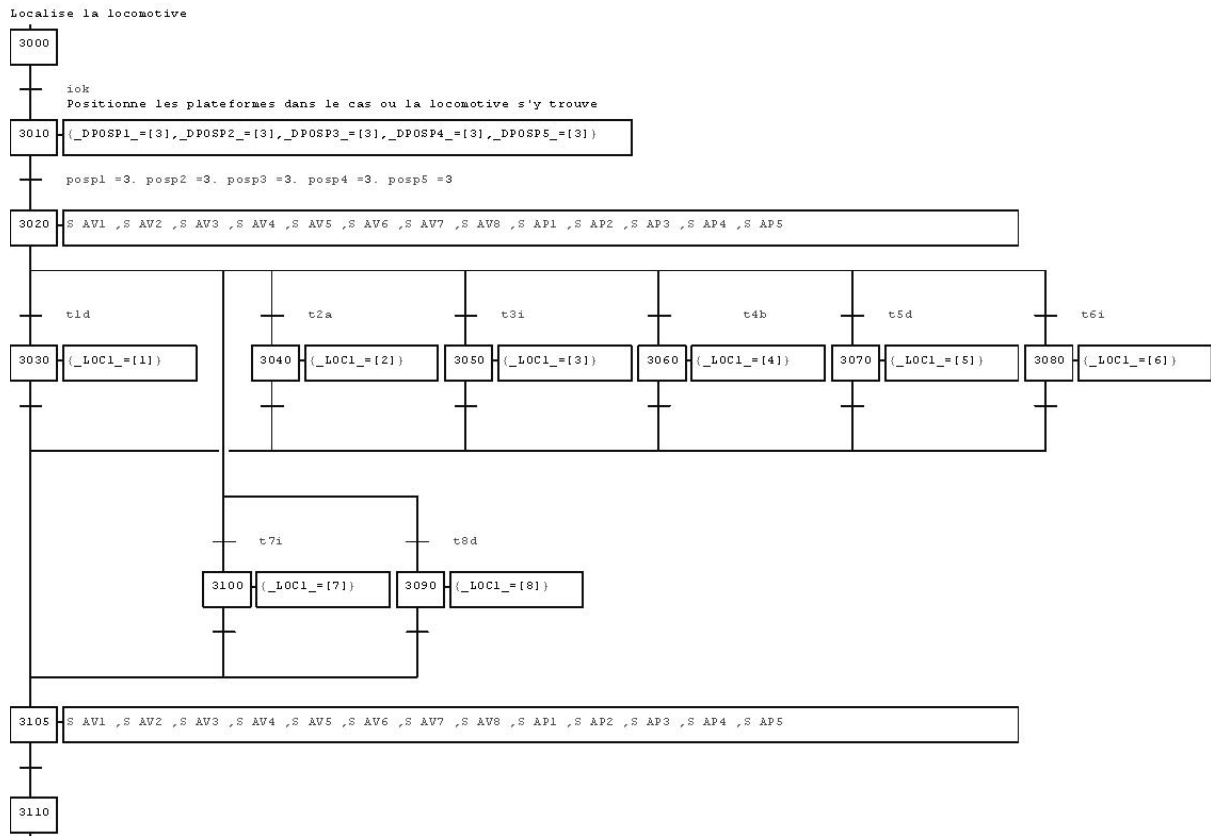 Localise la locomotive
3000
iok
Positionne les plateformes dans le cas ou la locomotive s'y trouve
3010 {_DPOSP1_=[3],_DPOSP2_=[3],_DPOSP3_=[3],_DPOSP4_=[3],_DPOSP5_=[3]}
posp1 =3. posp2 =3. posp3 =3. posp4 =3. posp5 =3
3020 S AV1 ,S AV2 ,S AV3 ,S AV4 ,S AV5 ,S AV6 ,S AV7 ,S AV8 ,S AP1 ,S AP2 ,S AP3 ,S AP4 ,S AP5
t1d t2a t3i t4b t5d t6i
3030 {_LOC1_=[1]} 3040 {_LOC1_=[2]} 3050 {_LOC1_=[3]} 3060 {_LOC1_=[4]} 3070 {_LOC1_=[5]} 3080 {_LOC1_=[6]}
t7i t8d
3100 {_LOC1_=[7]} 3090 {_LOC1_=[8]}
3105 S AV1 ,S AV2 ,S AV3 ,S AV4 ,S AV5 ,S AV6 ,S AV7 ,S AV8 ,S AP1 ,S AP2 ,S AP3 ,S AP4 ,S AP5
3110